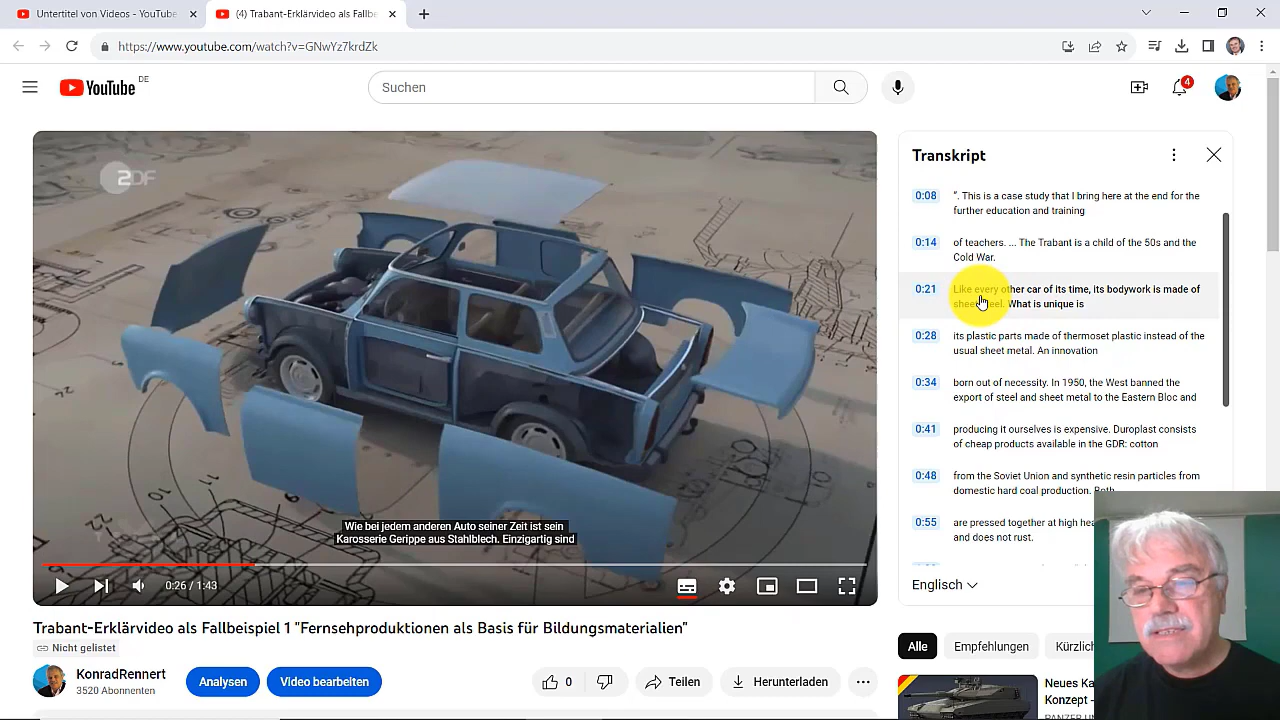 Untertitel von Videos - YouTube
(4) Trabant-Erklärvideo als Fallbe
https://www.youtube.com/watch?v=GNwYz7krdZk
YouTube DE
Suchen
4
ZDF
Wie bei jedem anderen Auto seiner Zeit ist sein
Karosserie Gerippe aus Stahlblech. Einzigartig sind
0:26 / 1:43
Transkript
0:08
". This is a case study that I bring here at the end for the
further education and training
0:14
of teachers. ... The Trabant is a child of the 50s and the
Cold War.
0:21
Like every other car of its time, its bodywork is made of
sheet steel. What is unique is
0:28
its plastic parts made of thermoset plastic instead of the
usual sheet metal. An innovation
0:34
born out of necessity. In 1950, the West banned the
export of steel and sheet metal to the Eastern Bloc and
0:41
producing it ourselves is expensive. Duroplast consists
of cheap products available in the GDR: cotton
0:48
from the Soviet Union and synthetic resin particles from
domestic hard coal production. Both
0:55
are pressed together at high
and does not rust.
Englisch
Trabant-Erklärvideo als Fallbeispiel 1 "Fernsehproduktionen als Basis für Bildungsmaterialien"
Nicht gelistet
KonradRennert
3520 Abonnenten
Analysen
Video bearbeiten
0
Teilen
Herunterladen
Alle
Empfehlungen
Kürzlich
Neues Ka
Konzept -